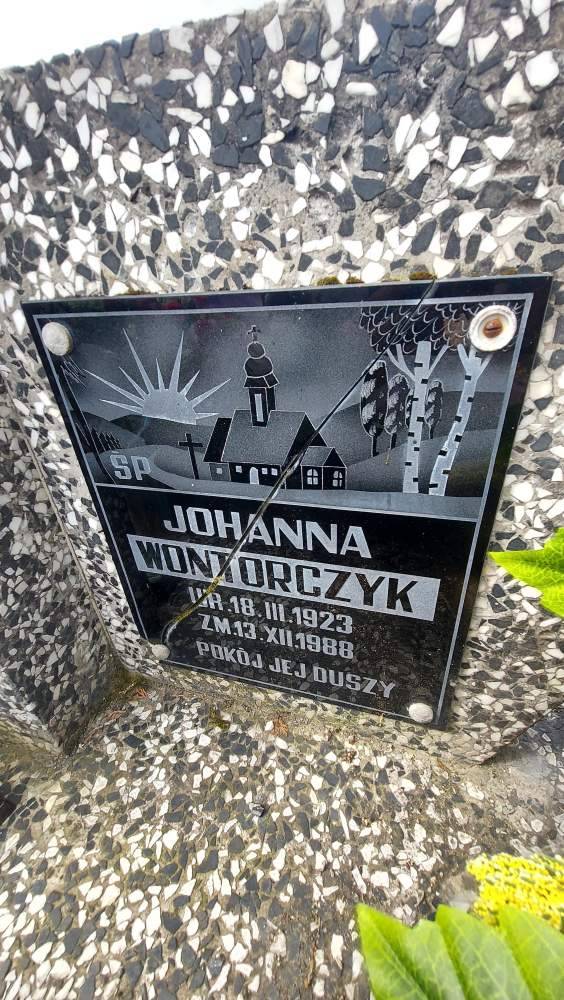 ŚP
JOHANNA
WONTORCZYK
UR. 18. III. 1923
ZM. 13. XII. 1988
POKÓJ JEJ DUSZY